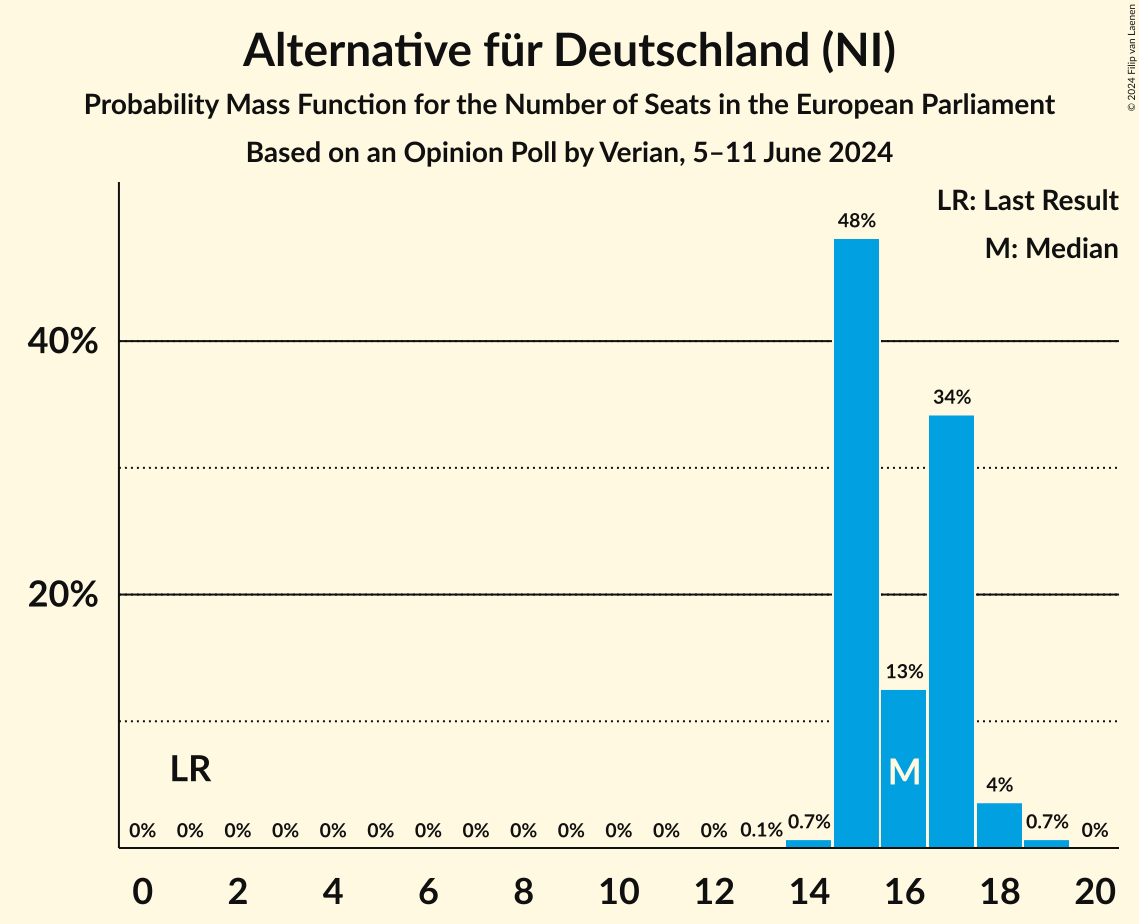 Alternative für Deutschland (NI)
Probability Mass Function for the Number of Seats in the European Parliament
Based on an Opinion Poll by Verian, 5–11 June 2024
© 2024 Filip van Laenen
LR: Last Result
M: Median
48%
40%
34%
20%
13%
LR
M
4%
0% 0% 0% 0% 0% 0% 0% 0% 0% 0% 0% 0% 0% 0.1% 0.7% 0.7% 0%
0 2 4 6 8 10 12 14 16 18 20